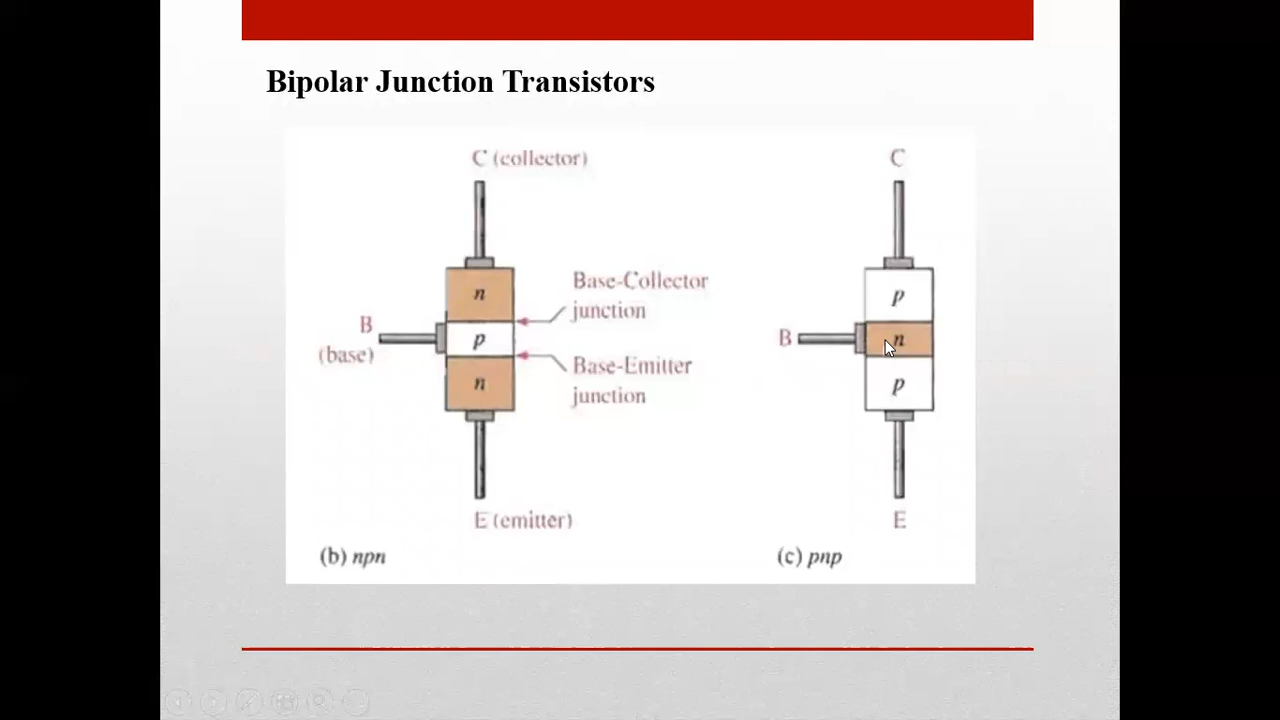 Bipolar Junction Transistors
C (collector)
C
n
Base-Collector
junction
p
B
(base)
p
B
n
Base-Emitter
junction
n
p
E (emitter)
E
(b) npn
(c) pnp